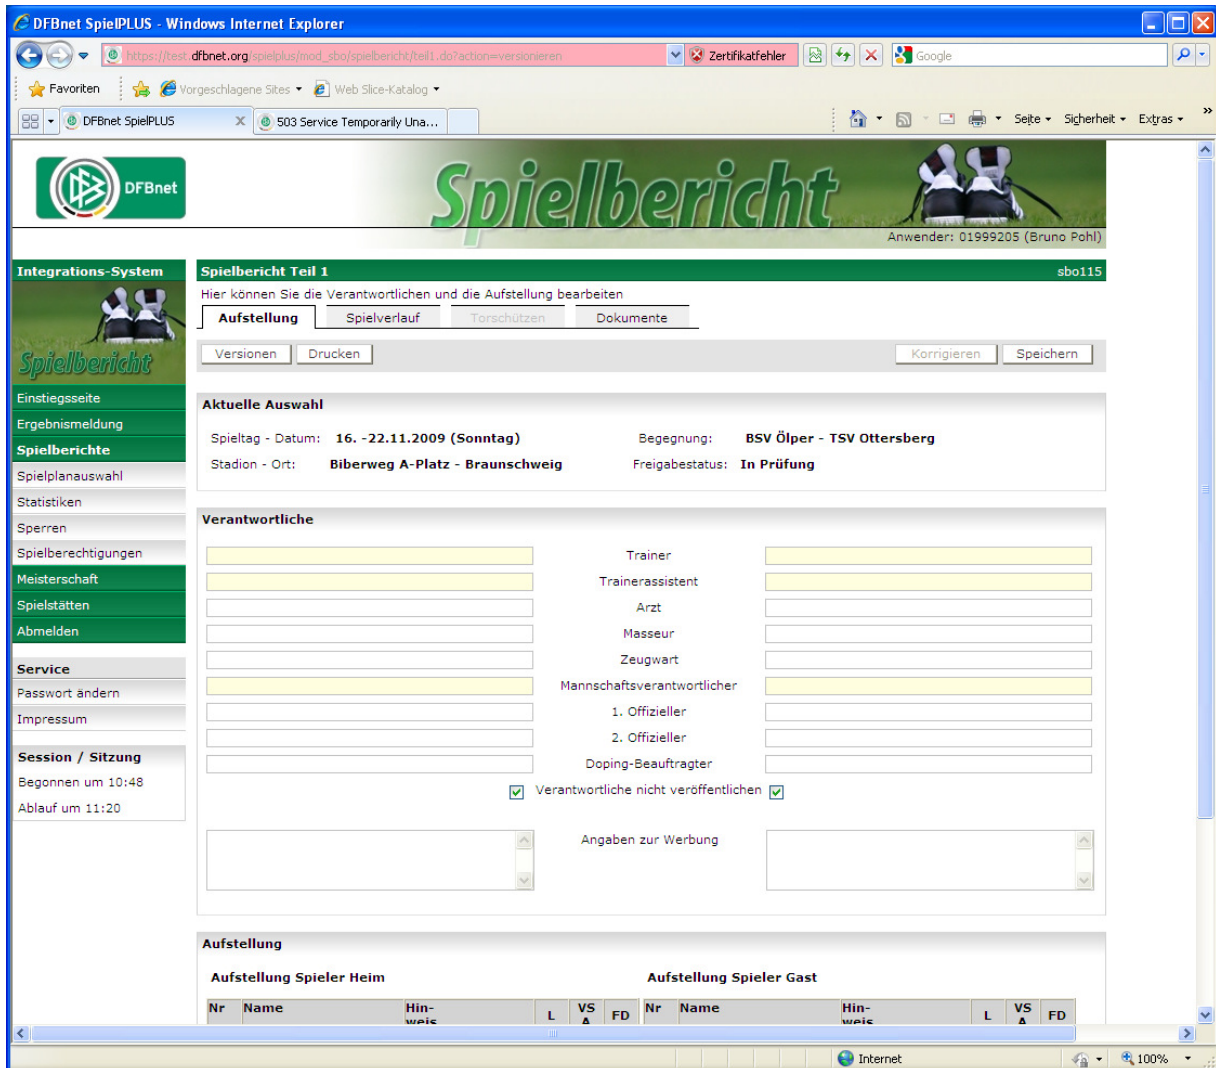 DFBnet SpielPLUS - Windows Internet Explorer
https://test.dfbnet.org/spielplus/mod_sbo/spielbericht/teil1.do?action=versionieren
Zertifikatfehler
Google
Favoriten
Vorgeschlagene Sites
Web Slice-Katalog
DFBnet SpielPLUS
503 Service Temporarily Una...
Seite
Sicherheit
Extras
DFBnet
Spielbericht
Anwender: 01999205 (Bruno Pohl)
Integrations-System
Spielbericht
Einstiegsseite
Ergebnismeldung
Spielberichte
Spielplanauswahl
Statistiken
Sperren
Spielberechtigungen
Meisterschaft
Spielstätten
Abmelden
Service
Passwort ändern
Impressum
Session / Sitzung
Begonnen um 10:48
Ablauf um 11:20
Spielbericht Teil 1 sbo115
Hier können Sie die Verantwortlichen und die Aufstellung bearbeiten
Aufstellung Spielverlauf Torschützen Dokumente
Versionen Drucken Korrigieren Speichern
Aktuelle Auswahl
Spieltag - Datum: 16. -22.11.2009 (Sonntag) Begegnung: BSV Ölper - TSV Ottersberg
Stadion - Ort: Biberweg A-Platz - Braunschweig Freigabestatus: In Prüfung
Verantwortliche
Trainer
Trainerassistent
Arzt
Masseur
Zeugwart
Mannschaftsverantwortlicher
1. Offizieller
2. Offizieller
Doping-Beauftragter
Verantwortliche nicht veröffentlichen
Angaben zur Werbung
Aufstellung
Aufstellung Spieler Heim Aufstellung Spieler Gast
Nr Name Hin-weis L VS A FD Nr Name Hin-weis L VS A FD
Internet
100%